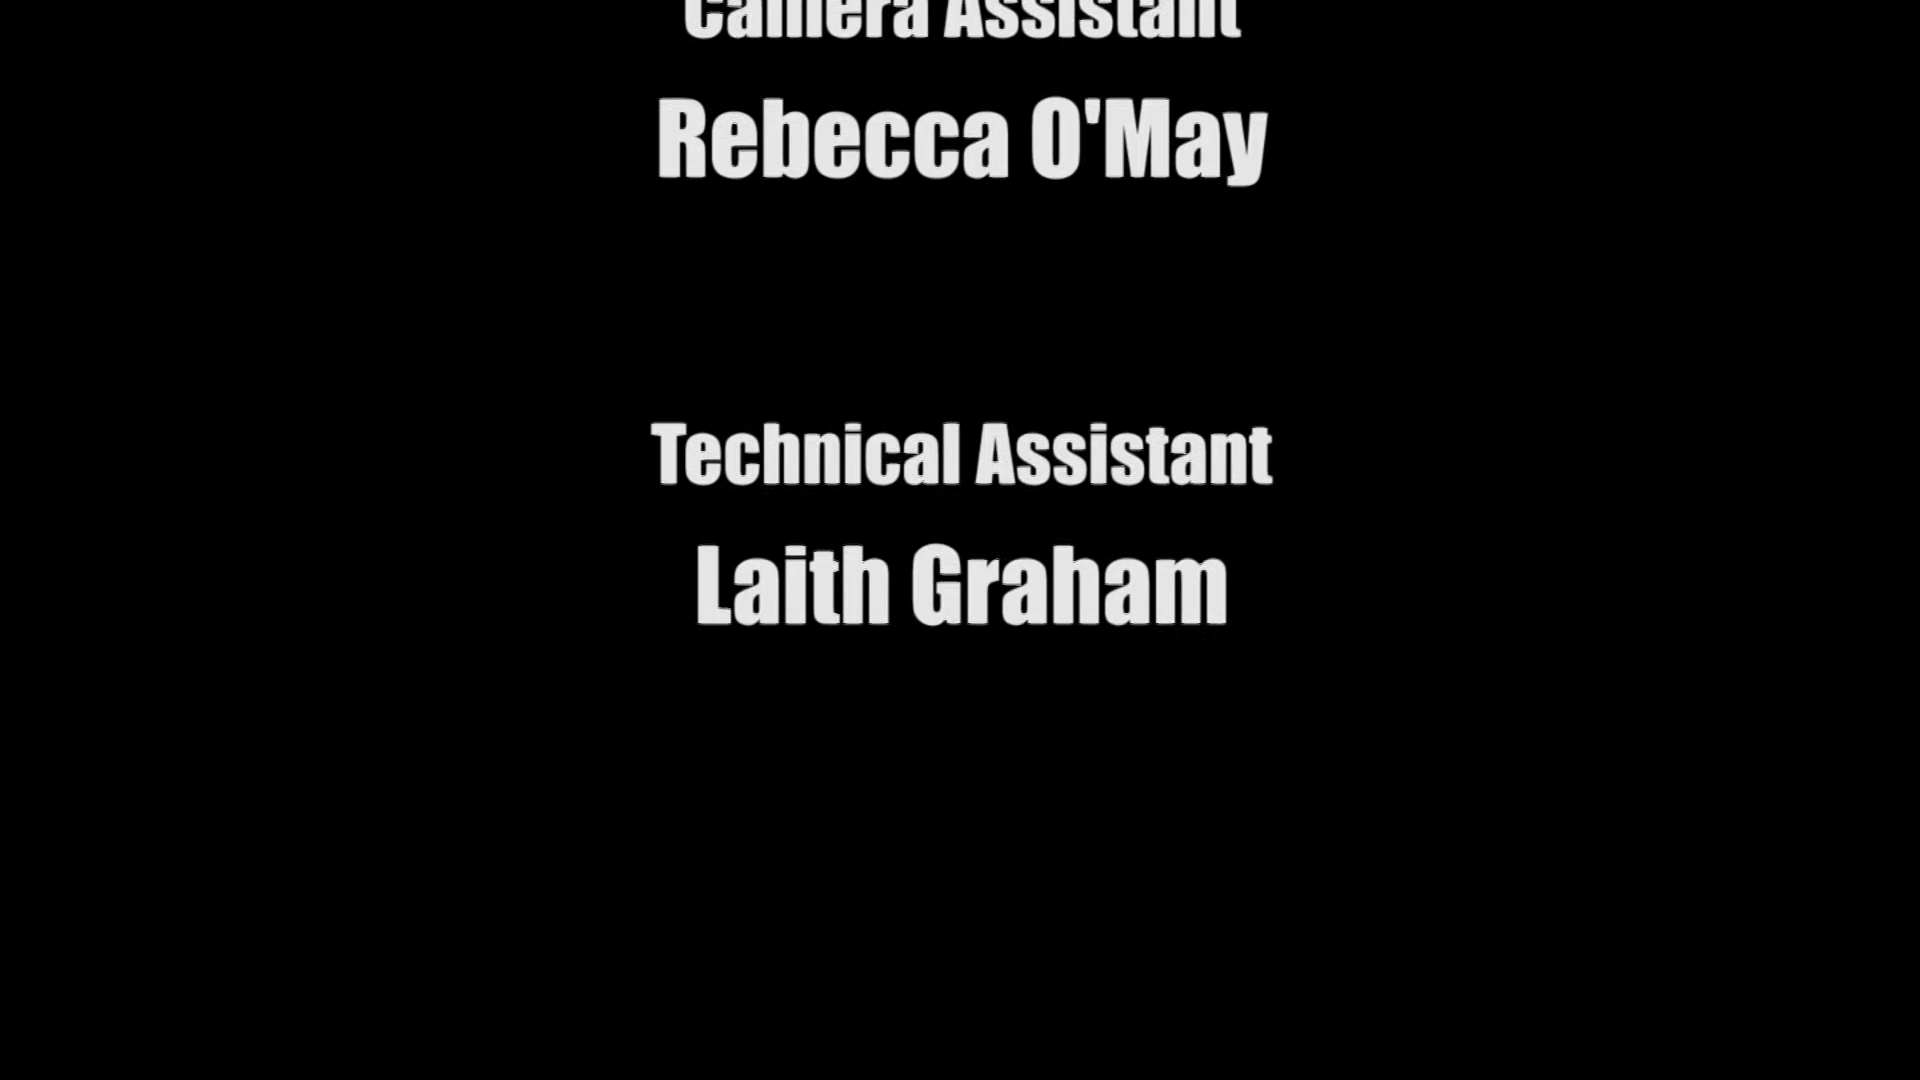 Camera Assistant
Rebecca O'May
Technical Assistant
Laith Graham